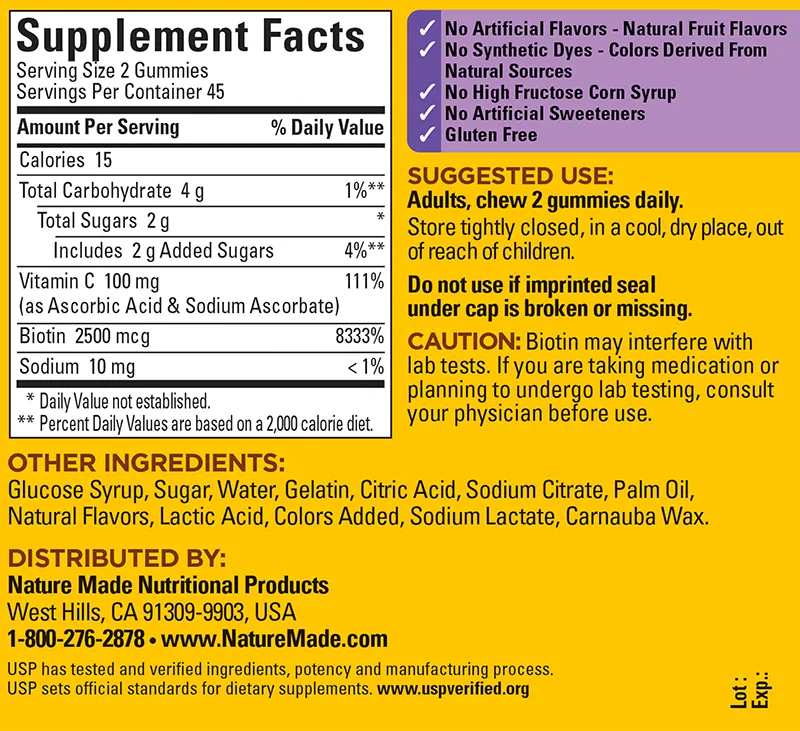 Supplement Facts
Serving Size 2 Gummies
Servings Per Container 45
Amount Per Serving % Daily Value
Calories 15
Total Carbohydrate 4 g 1%**
Total Sugars 2 g *
Includes 2 g Added Sugars 4%**
Vitamin C 100 mg 111%
(as Ascorbic Acid & Sodium Ascorbate)
Biotin 2500 mcg 8333%
Sodium 10 mg < 1%
* Daily Value not established.
** Percent Daily Values are based on a 2,000 calorie diet.
✓ No Artificial Flavors - Natural Fruit Flavors
✓ No Synthetic Dyes - Colors Derived From
Natural Sources
✓ No High Fructose Corn Syrup
✓ No Artificial Sweeteners
✓ Gluten Free
SUGGESTED USE:
Adults, chew 2 gummies daily.
Store tightly closed, in a cool, dry place, out
of reach of children.
Do not use if imprinted seal
under cap is broken or missing.
CAUTION: Biotin may interfere with
lab tests. If you are taking medication or
planning to undergo lab testing, consult
your physician before use.
OTHER INGREDIENTS:
Glucose Syrup, Sugar, Water, Gelatin, Citric Acid, Sodium Citrate, Palm Oil,
Natural Flavors, Lactic Acid, Colors Added, Sodium Lactate, Carnauba Wax.
DISTRIBUTED BY:
Nature Made Nutritional Products
West Hills, CA 91309-9903, USA
1-800-276-2878 • www.NatureMade.com
USP has tested and verified ingredients, potency and manufacturing process.
USP sets official standards for dietary supplements. www.uspverified.org
Lot :
Exp.: